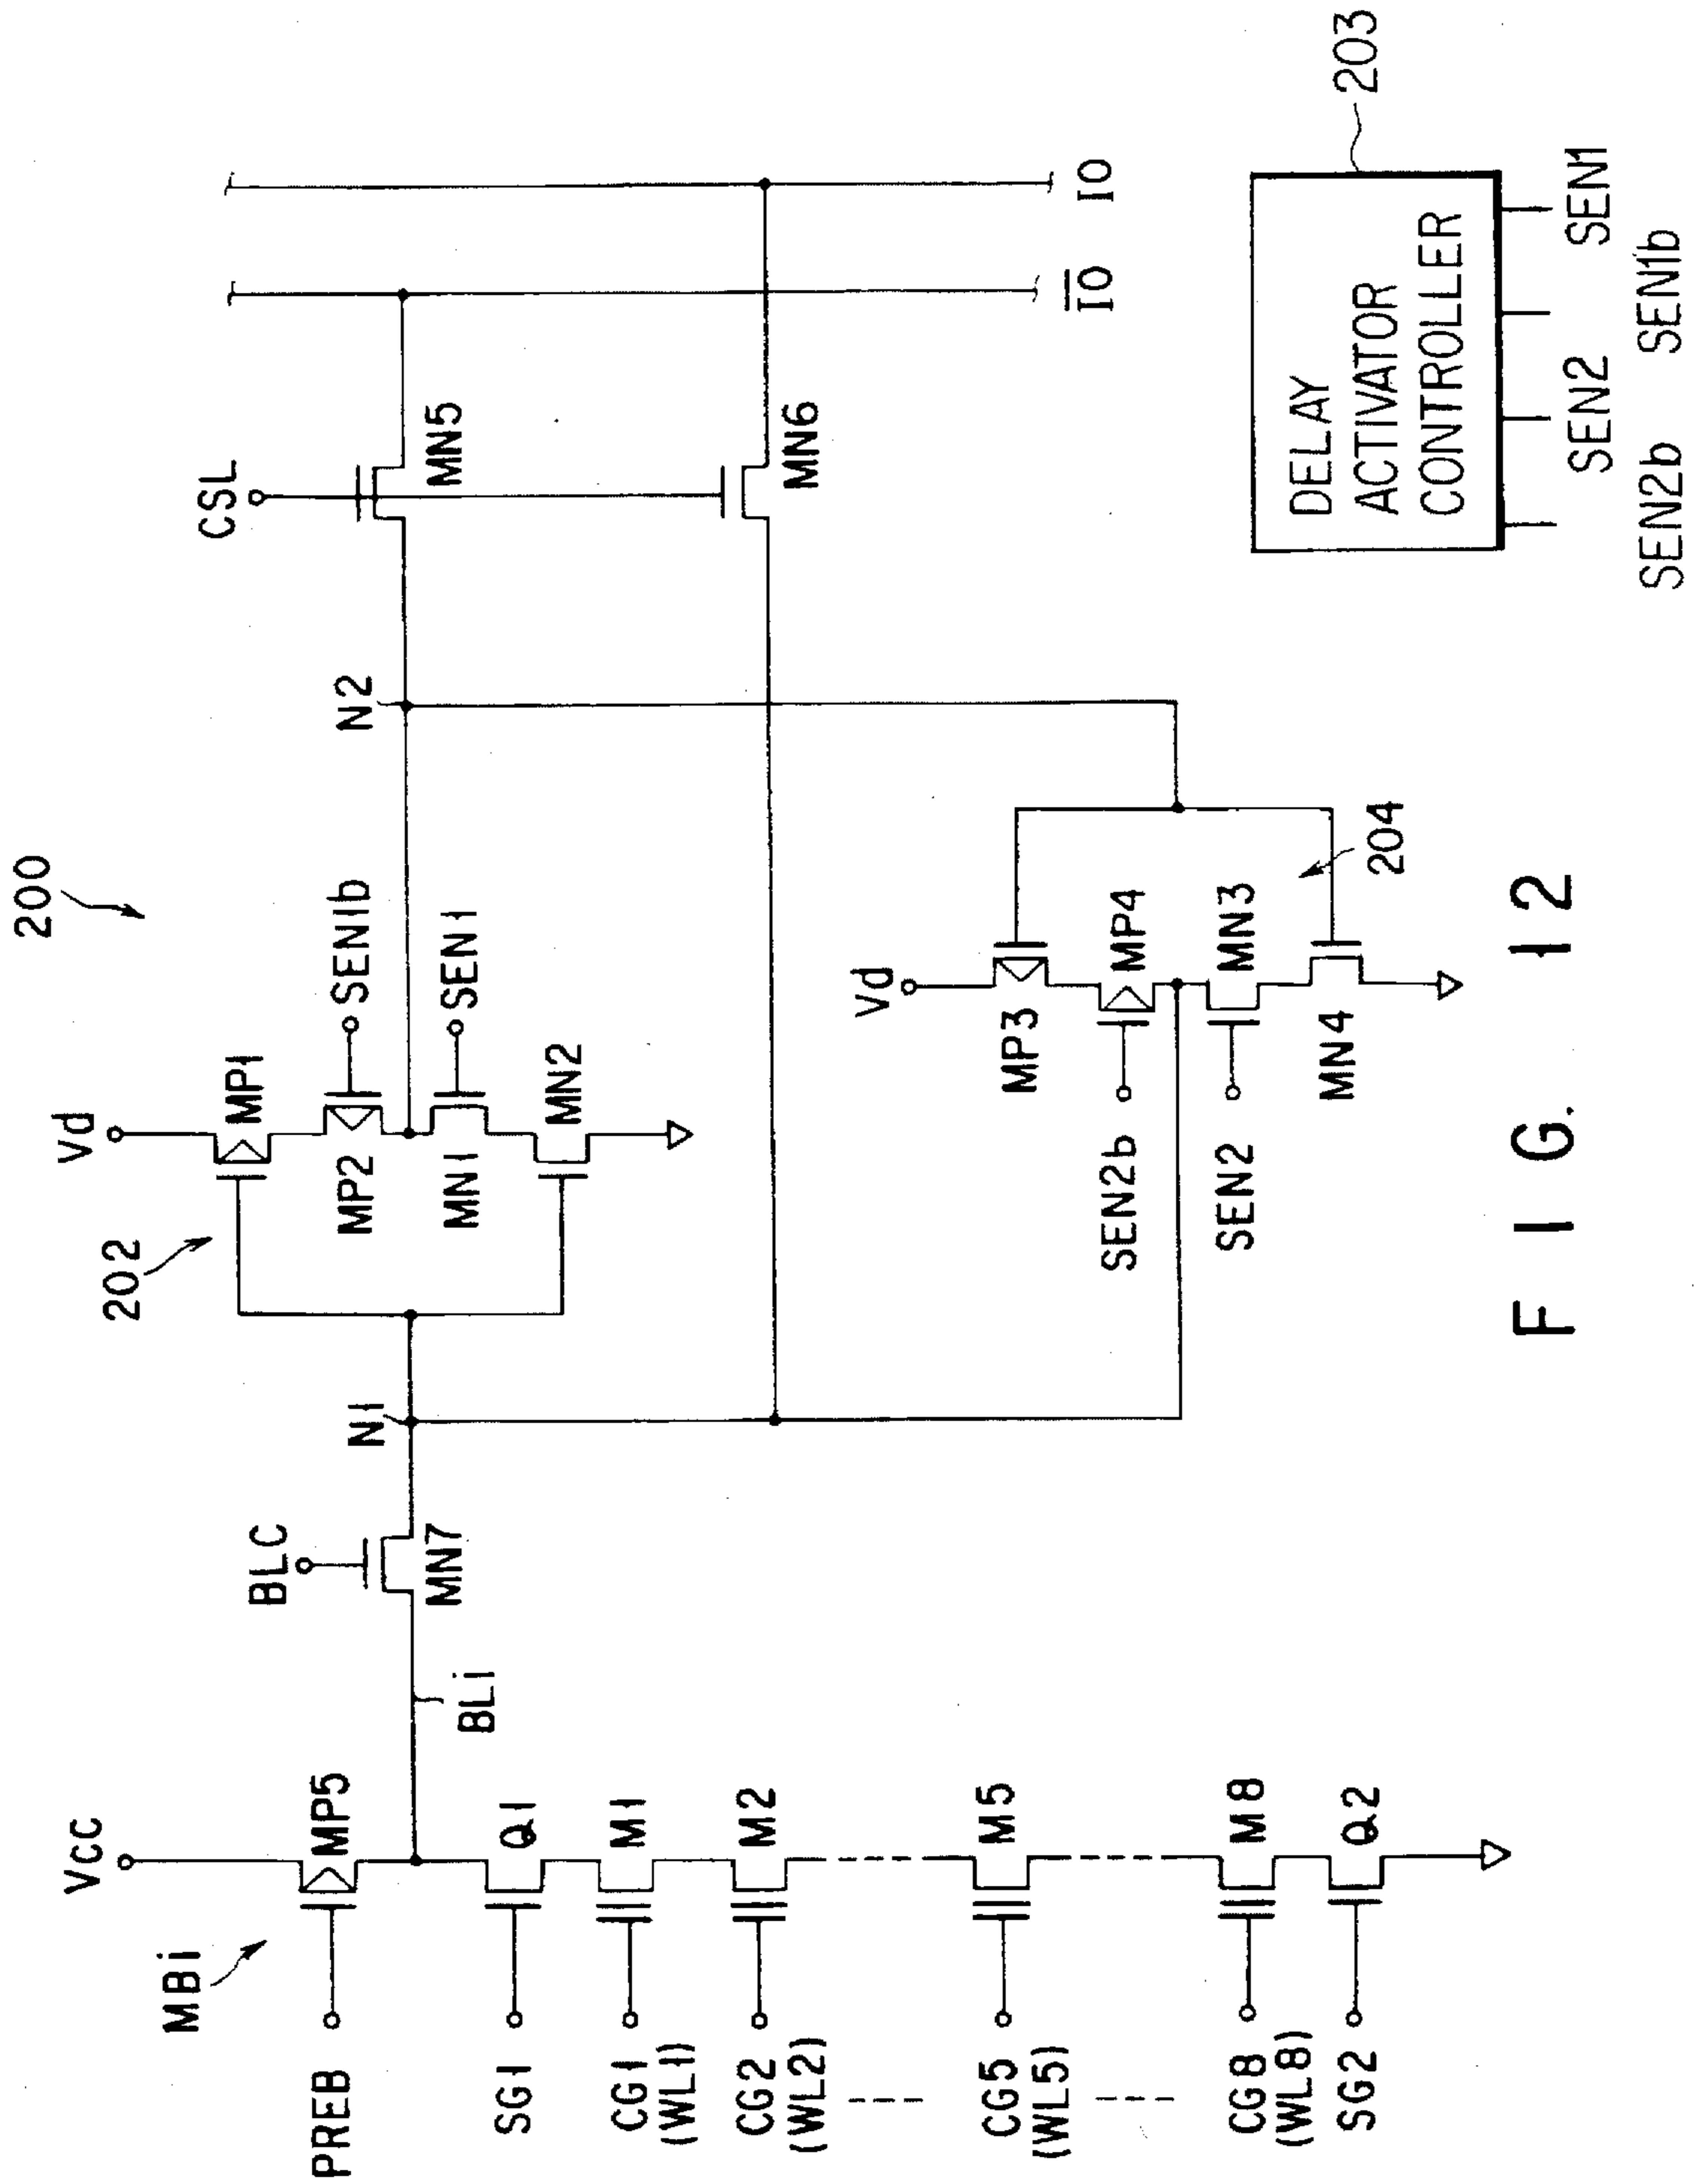 200
Vcc
MBi
PREB
MP5
SG1
Q1
CG1
(WL1)
M1
CG2
(WL2)
M2
CG5
(WL5)
M5
CG8
(WL8)
M8
SG2
Q2
BLi
BLC
MN7
N1
202
Vd
MP1
MP2
SEN1b
MN1
SEN1
MN2
N2
Vd
MP3
SEN2b
MP4
SEN2
MN3
MN4
204
CSL
MN5
MN6
I̅O̅
IO
203
DELAY
ACTIVATOR
CONTROLLER
SEN2b
SEN2
SEN1b
SEN1
FIG. 12